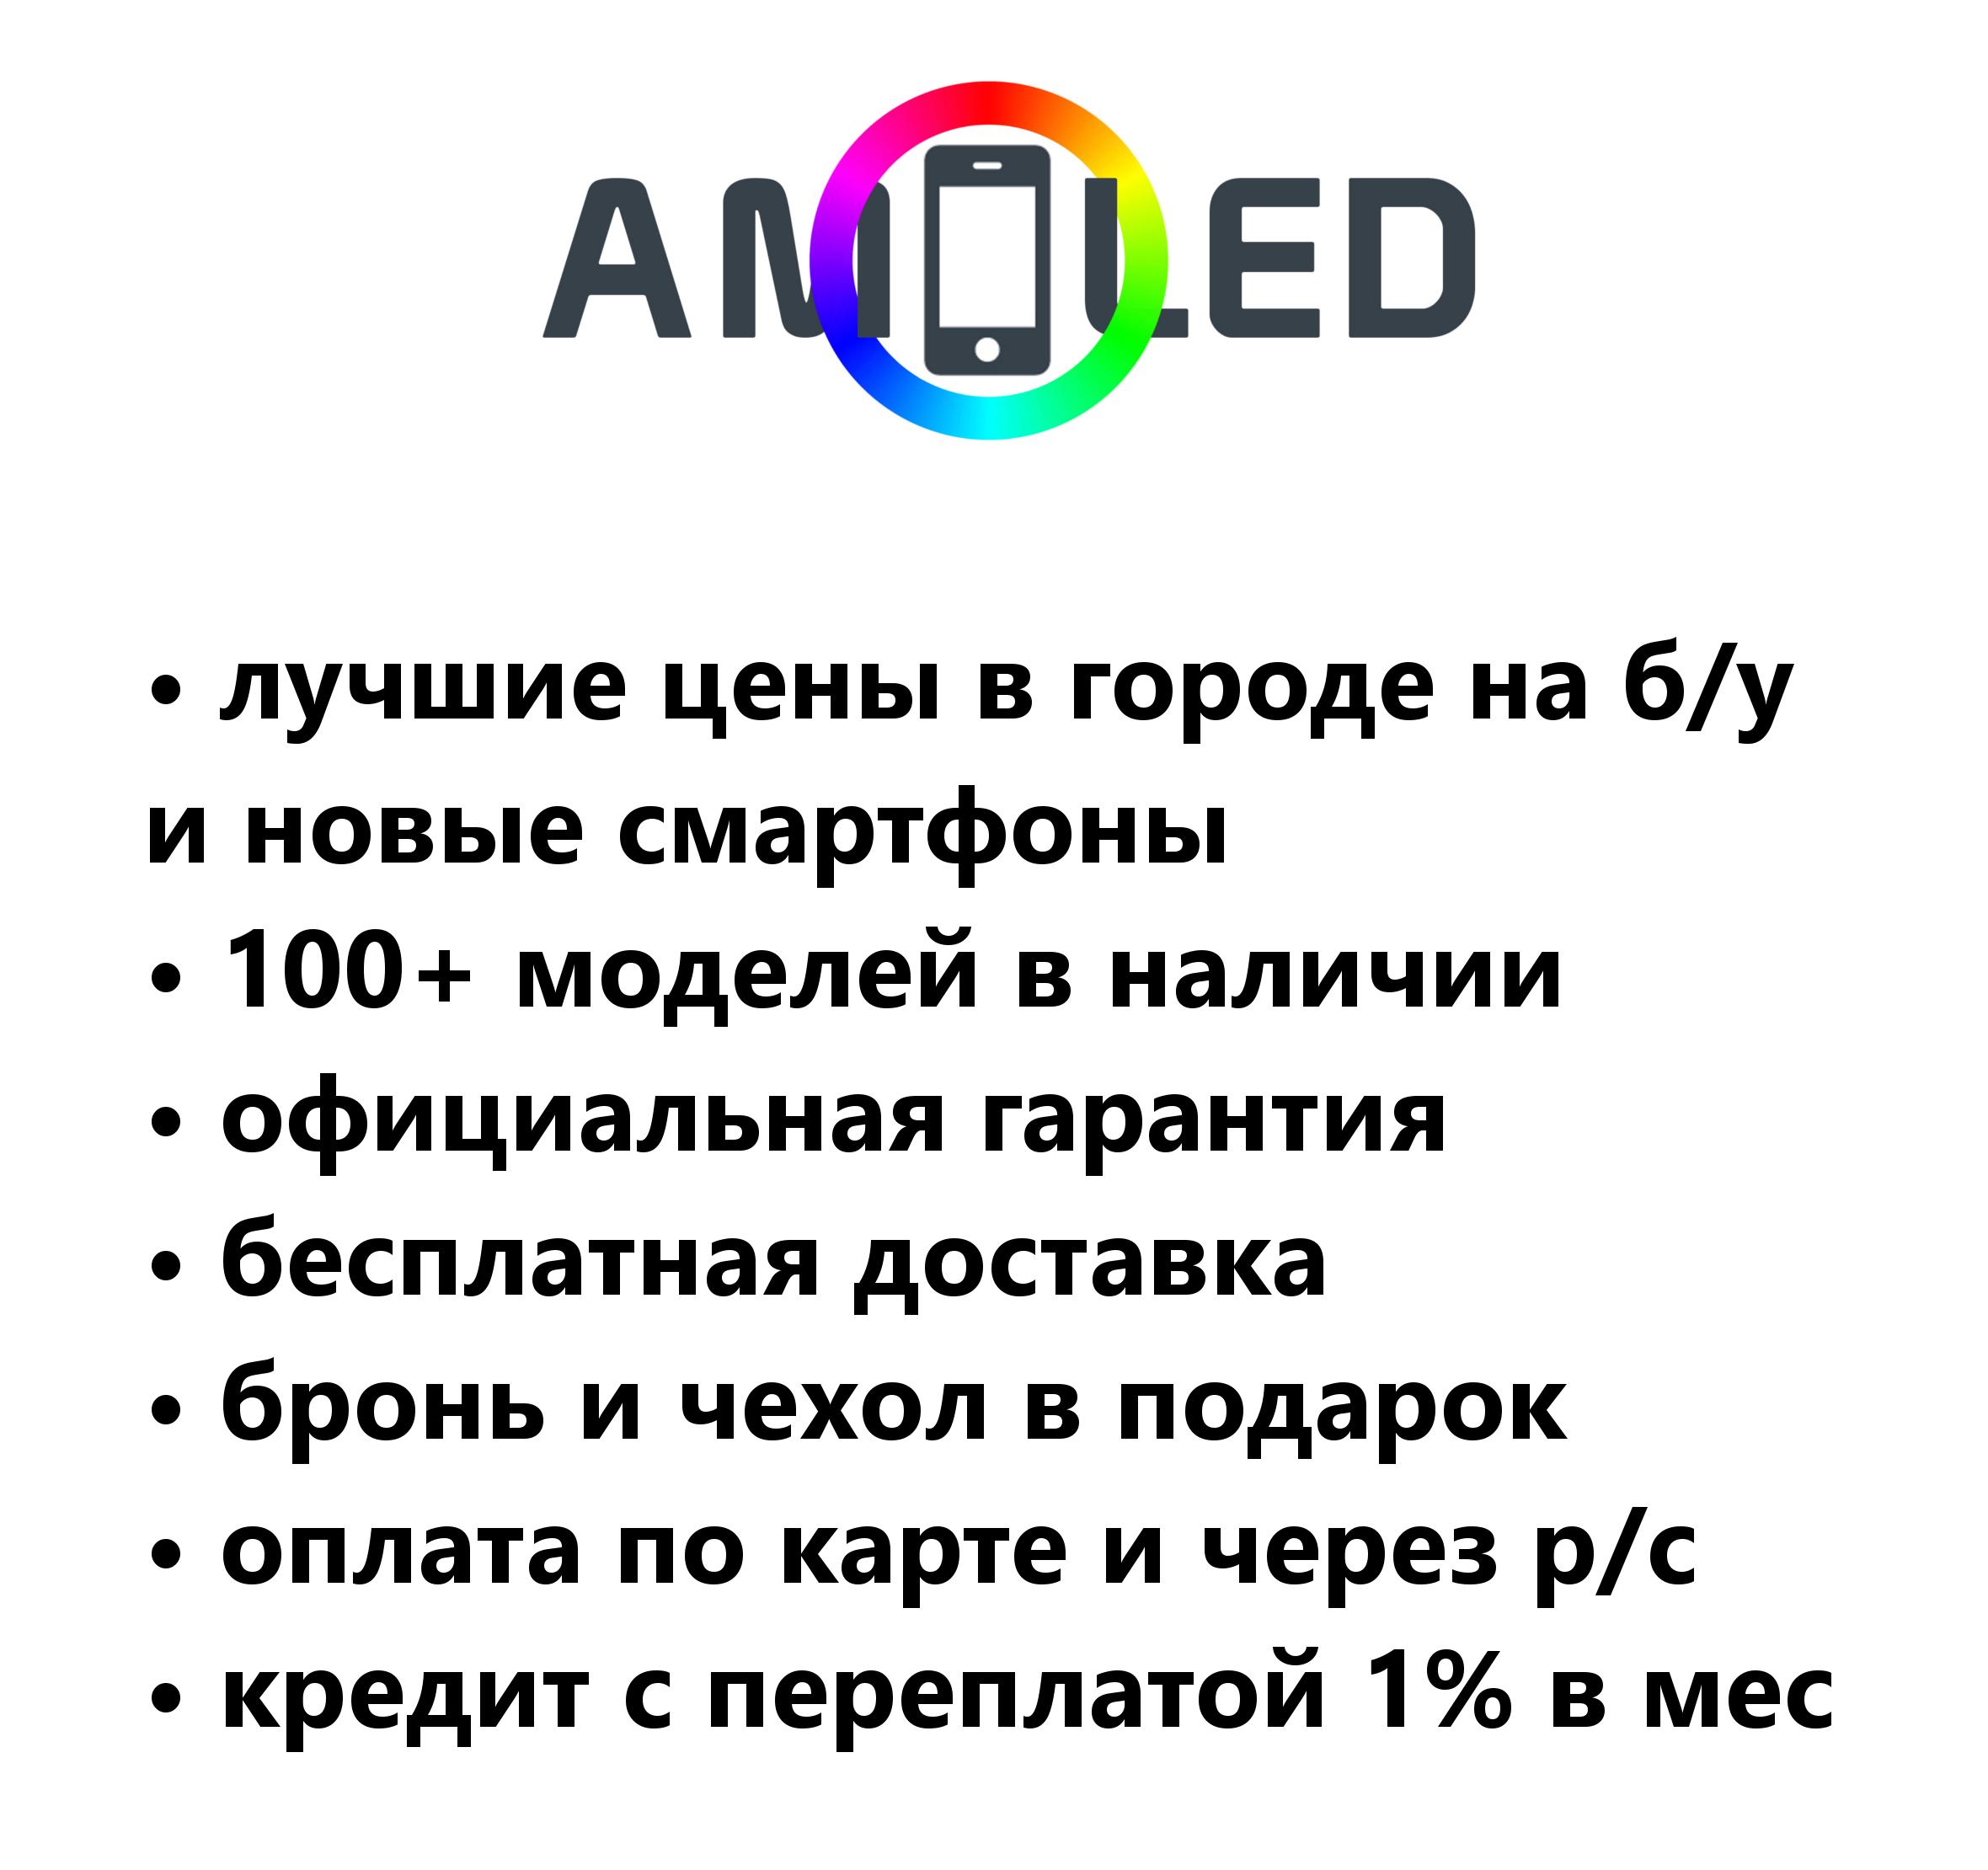 AMOLED
• лучшие цены в городе на б/у
и новые смартфоны
• 100+ моделей в наличии
• официальная гарантия
• бесплатная доставка
• бронь и чехол в подарок
• оплата по карте и через р/с
• кредит с переплатой 1% в мес